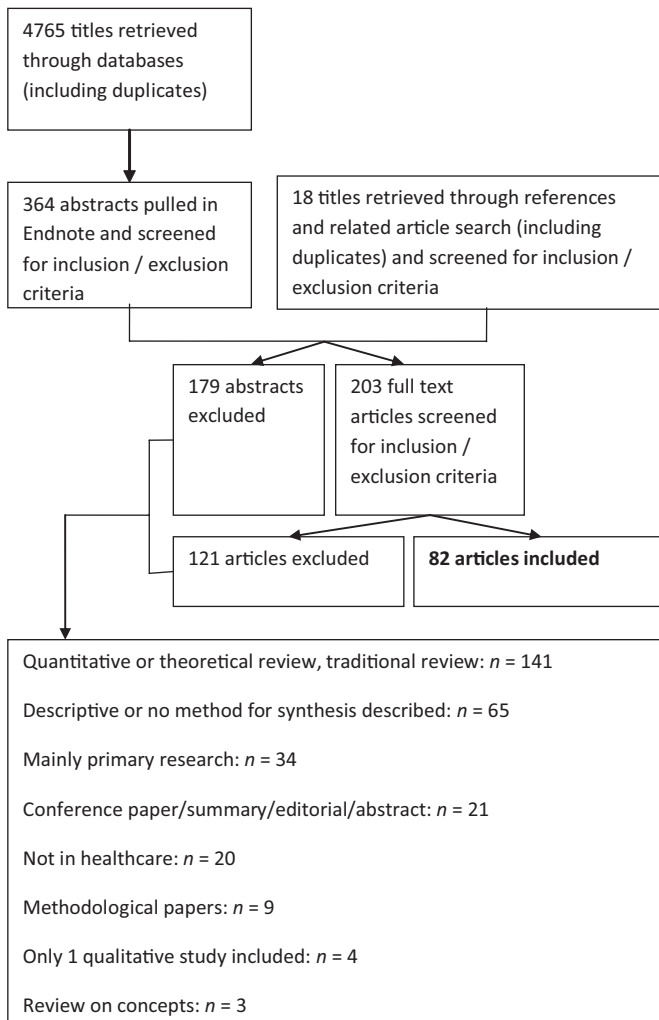 4765 titles retrieved
through databases
(including duplicates)
364 abstracts pulled in
Endnote and screened
for inclusion / exclusion
criteria
18 titles retrieved through references
and related article search (including
duplicates) and screened for inclusion /
exclusion criteria
179 abstracts
excluded
203 full text
articles screened
for inclusion /
exclusion criteria
121 articles excluded
82 articles included
Quantitative or theoretical review, traditional review: n = 141
Descriptive or no method for synthesis described: n = 65
Mainly primary research: n = 34
Conference paper/summary/editorial/abstract: n = 21
Not in healthcare: n = 20
Methodological papers: n = 9
Only 1 qualitative study included: n = 4
Review on concepts: n = 3